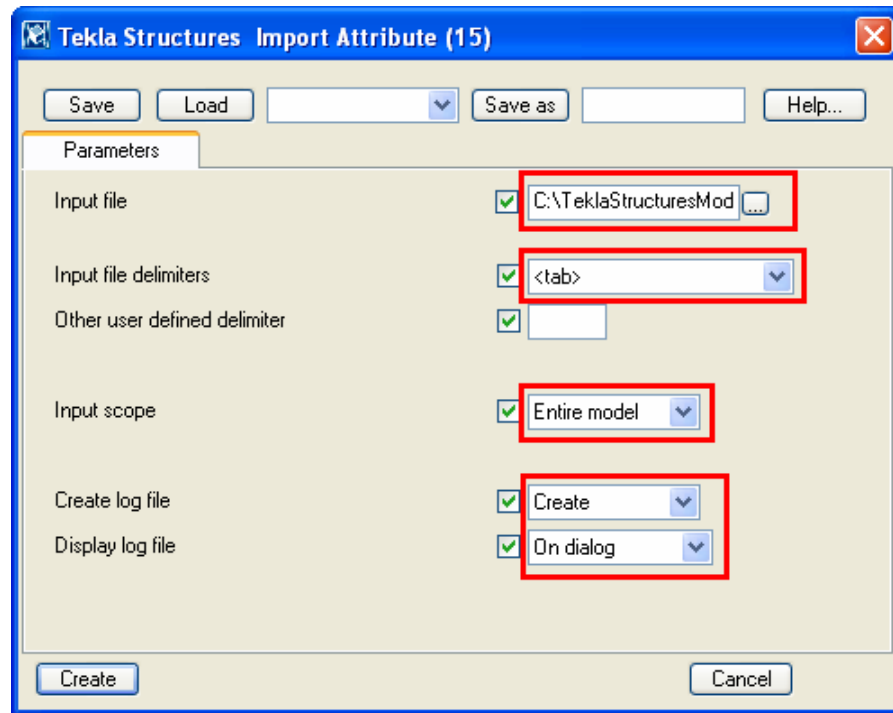 Tekla Structures Import Attribute (15)
Save Load Save as Help...
Parameters
Input file C:\TeklaStructuresMod ...
Input file delimiters <tab>
Other user defined delimiter
Input scope Entire model
Create log file Create
Display log file On dialog
Create Cancel